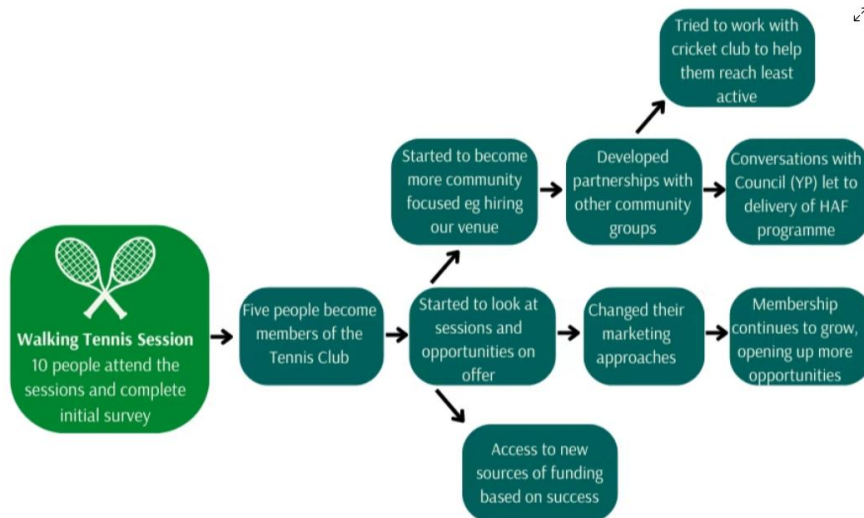 Tried to work with
cricket club to help
them reach least
active
Started to become
more community
focused eg hiring
our venue
Developed
partnerships with
other community
groups
Conversations with
Council (YP) let to
delivery of HAF
programme
Walking Tennis Session
10 people attend the
sessions and complete
initial survey
Five people become
members of the
Tennis Club
Started to look at
sessions and
opportunities on
offer
Changed their
marketing
approaches
Membership
continues to grow,
opening up more
opportunities
Access to new
sources of funding
based on success